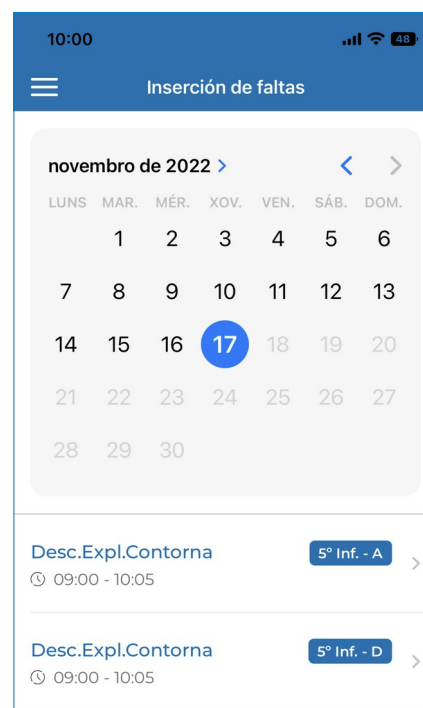 10:00 48
Inserción de faltas
novembro de 2022 >
LUNS MAR. MÉR. XOV. VEN. SÁB. DOM.
1 2 3 4 5 6
7 8 9 10 11 12 13
14 15 16 17 18 19 20
21 22 23 24 25 26 27
28 29 30
Desc.Expl.Contorna 5º Inf. - A
09:00 - 10:05
Desc.Expl.Contorna 5º Inf. - D
09:00 - 10:05